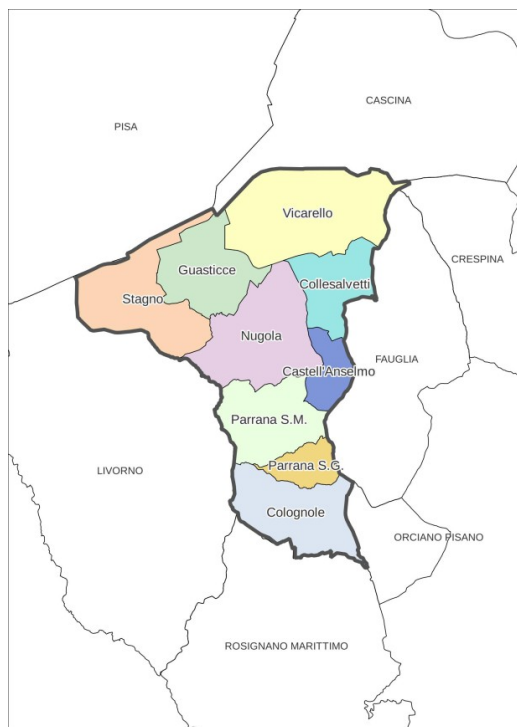 CASCINA
PISA
Vicarello
CRESPINA
Guasticce
Collesalvetti
Stagno
Nugola
FAUGLIA
Castell'Anselmo
Parrana S.M.
Parrana S.G.
LIVORNO
Colognole
ORCIANO PISANO
ROSIGNANO MARITTIMO